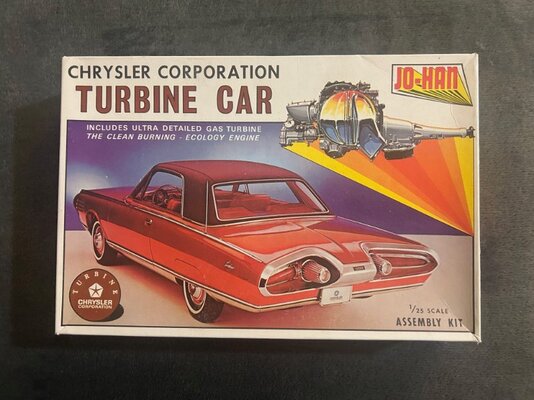 CHRYSLER CORPORATION
TURBINE CAR
JO-HAN
INCLUDES ULTRA DETAILED GAS TURBINE
THE CLEAN BURNING - ECOLOGY ENGINE
TURBINE
CHRYSLER
CORPORATION
1/25 SCALE
ASSEMBLY KIT